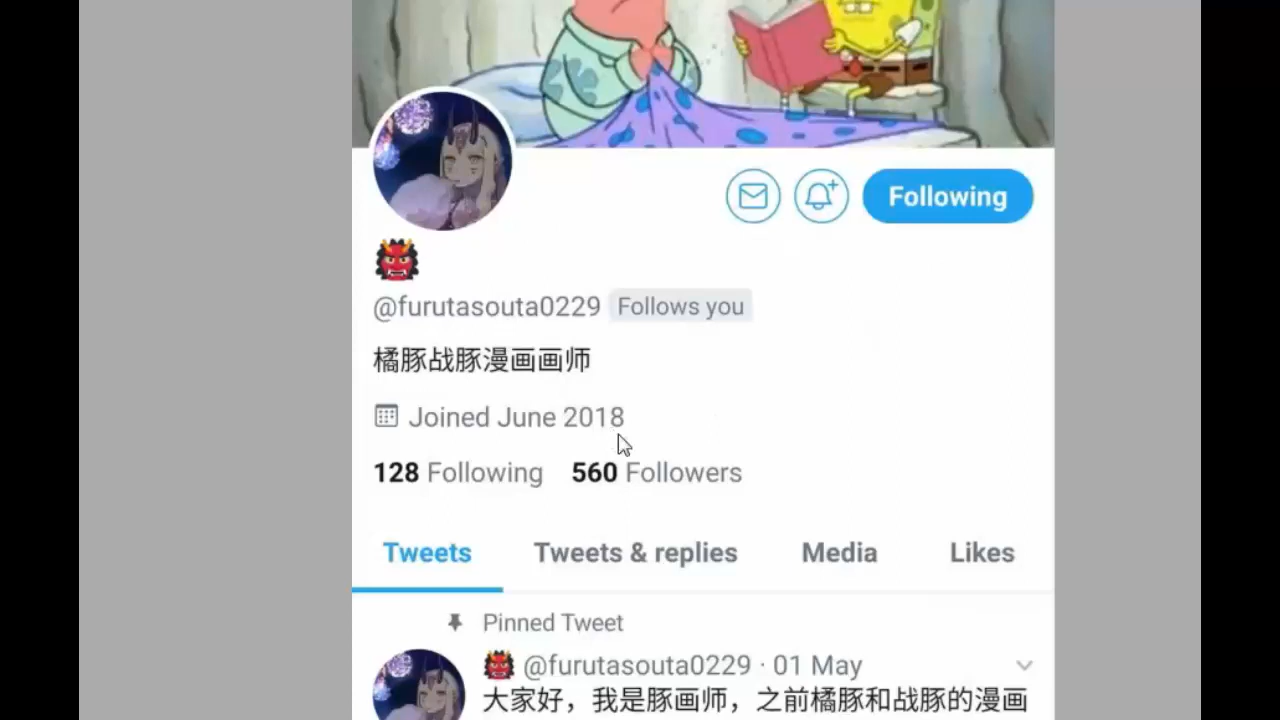 Following
@furutasouta0229 Follows you
橘豚战豚漫画画师
Joined June 2018
128 Following 560 Followers
Tweets Tweets & replies Media Likes
Pinned Tweet
👹 @furutasouta0229 · 01 May
大家好，我是豚画师，之前橘豚和战豚的漫画